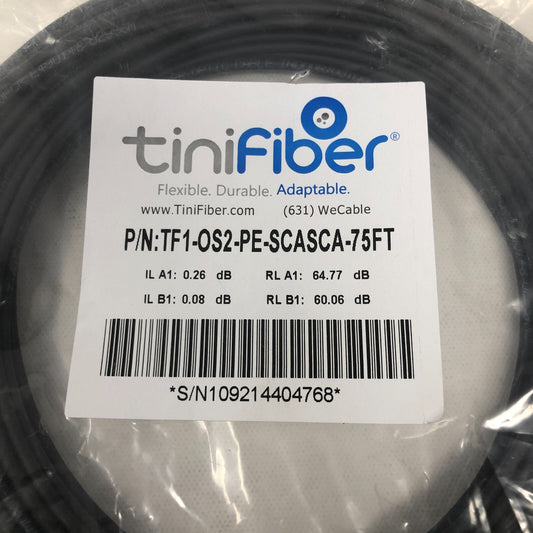 tiniFiber®
Flexible. Durable. Adaptable.
www.TiniFiber.com (631) WeCable
P/N:TF1-OS2-PE-SCASCA-75FT
IL A1: 0.26 dB RL A1: 64.77 dB
IL B1: 0.08 dB RL B1: 60.06 dB
*S/N109214404768*